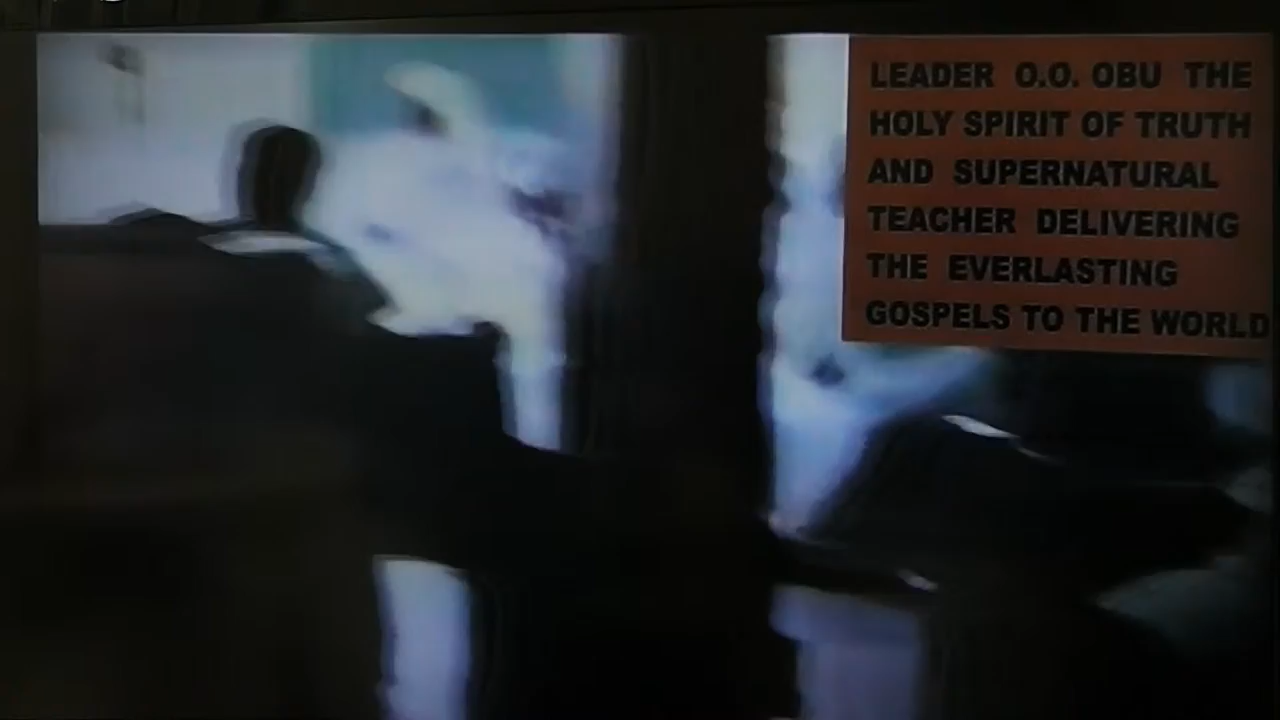 LEADER O.O. OBU THE
HOLY SPIRIT OF TRUTH
AND SUPERNATURAL
TEACHER DELIVERING
THE EVERLASTING
GOSPELS TO THE WORLD